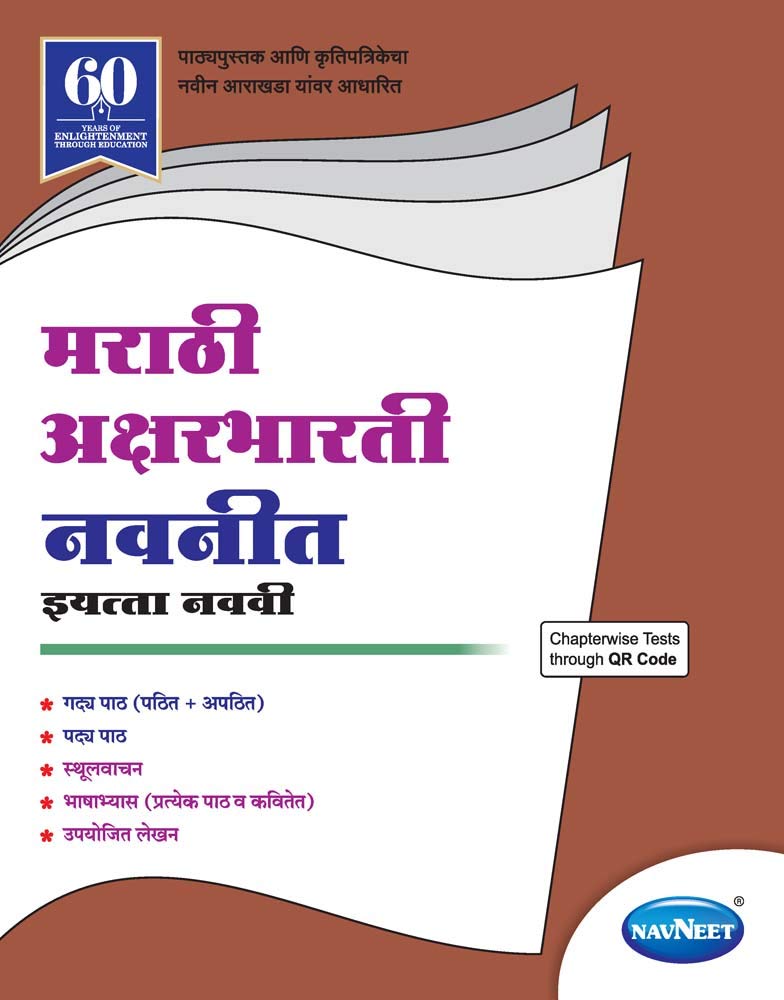 60
YEARS OF
ENLIGHTENMENT
THROUGH EDUCATION
पाठ्यपुस्तक आणि कृतिपत्रिकेचा
नवीन आराखडा यांवर आधारित
मराठी
अक्षरभारती
नवनीत
इयत्ता नववी
Chapterwise Tests
through QR Code
* गद्य पाठ (पठित + अपठित)
* पद्य पाठ
* स्थूलवाचन
* भाषाभ्यास (प्रत्येक पाठ व कवितेत)
* उपयोजित लेखन
NAVNEET®